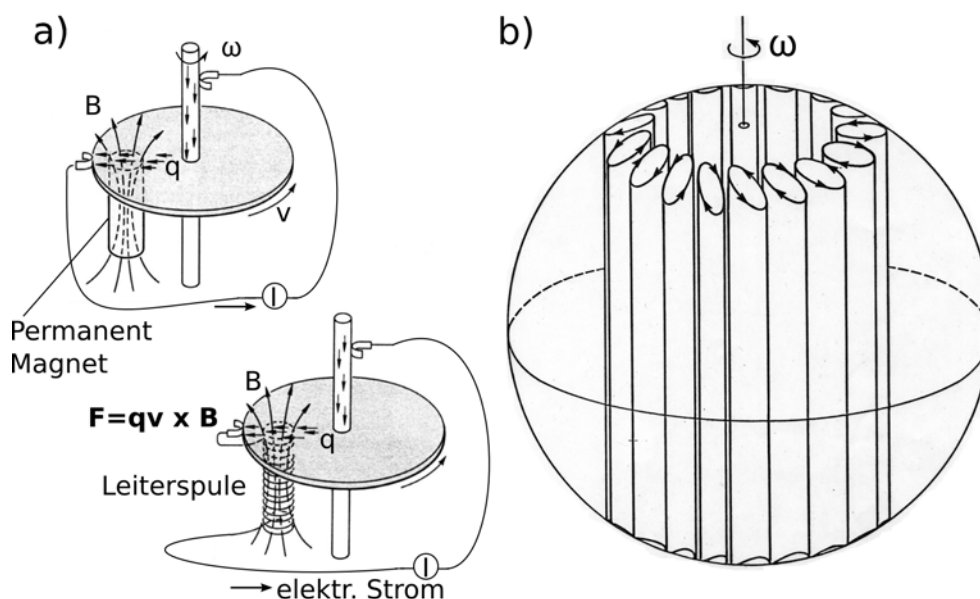 a)
ω
B
q
v
I
Permanent
Magnet
B
F=qv x B
q
Leiterspule
I
elektr. Strom
b)
ω